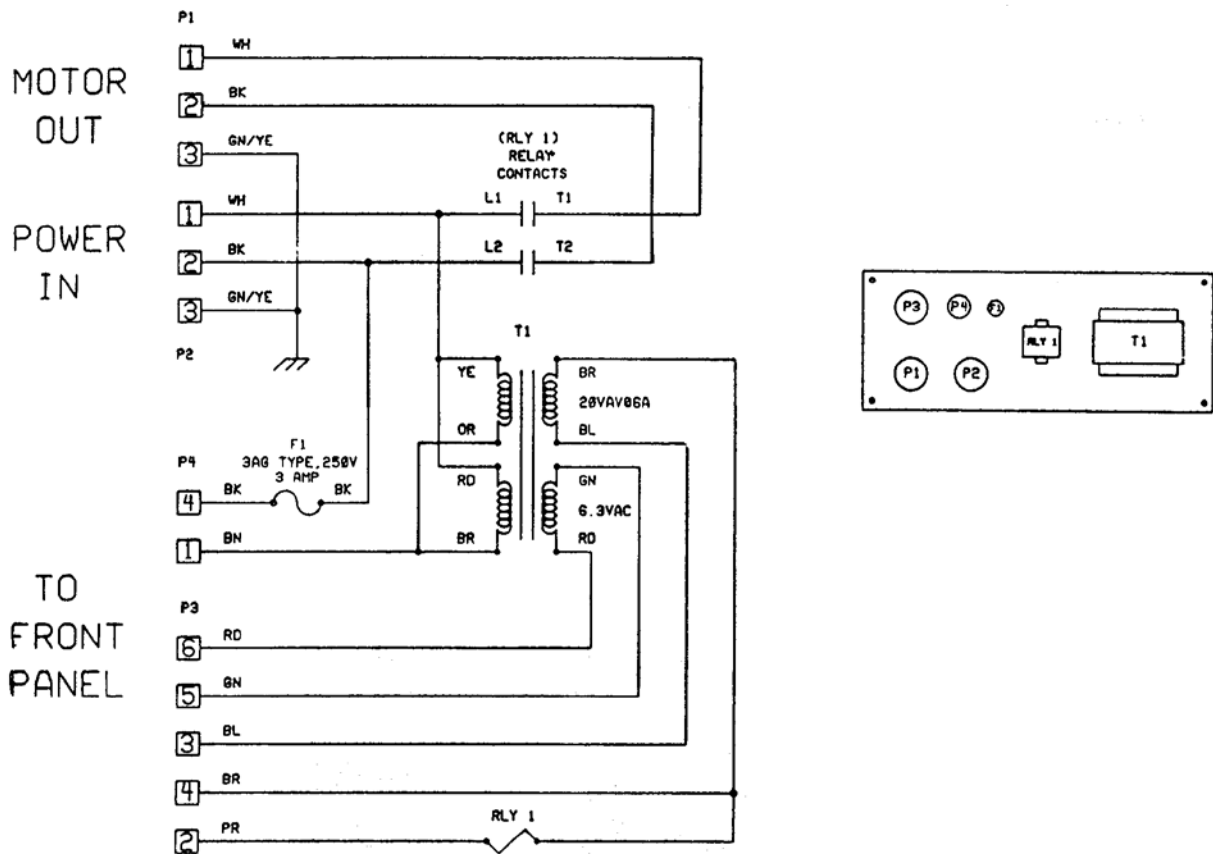 P1
MOTOR
OUT
1 WH
2 BK
3 GN/YE
(RLY 1)
RELAY
CONTACTS
POWER
IN
1 WH
L1 T1
2 BK
L2 T2
3 GN/YE
P2
T1
YE
OR
RD
BR
BR
20VAV06A
BL
GN
6.3VAC
RD
P4
F1
3AG TYPE,250V
3 AMP
4 BK BK
1 BN
TO
FRONT
PANEL
P3
6 RD
5 GN
3 BL
4 BR
2 PR
RLY 1
P3 P4 F1
RLY 1
T1
P1 P2